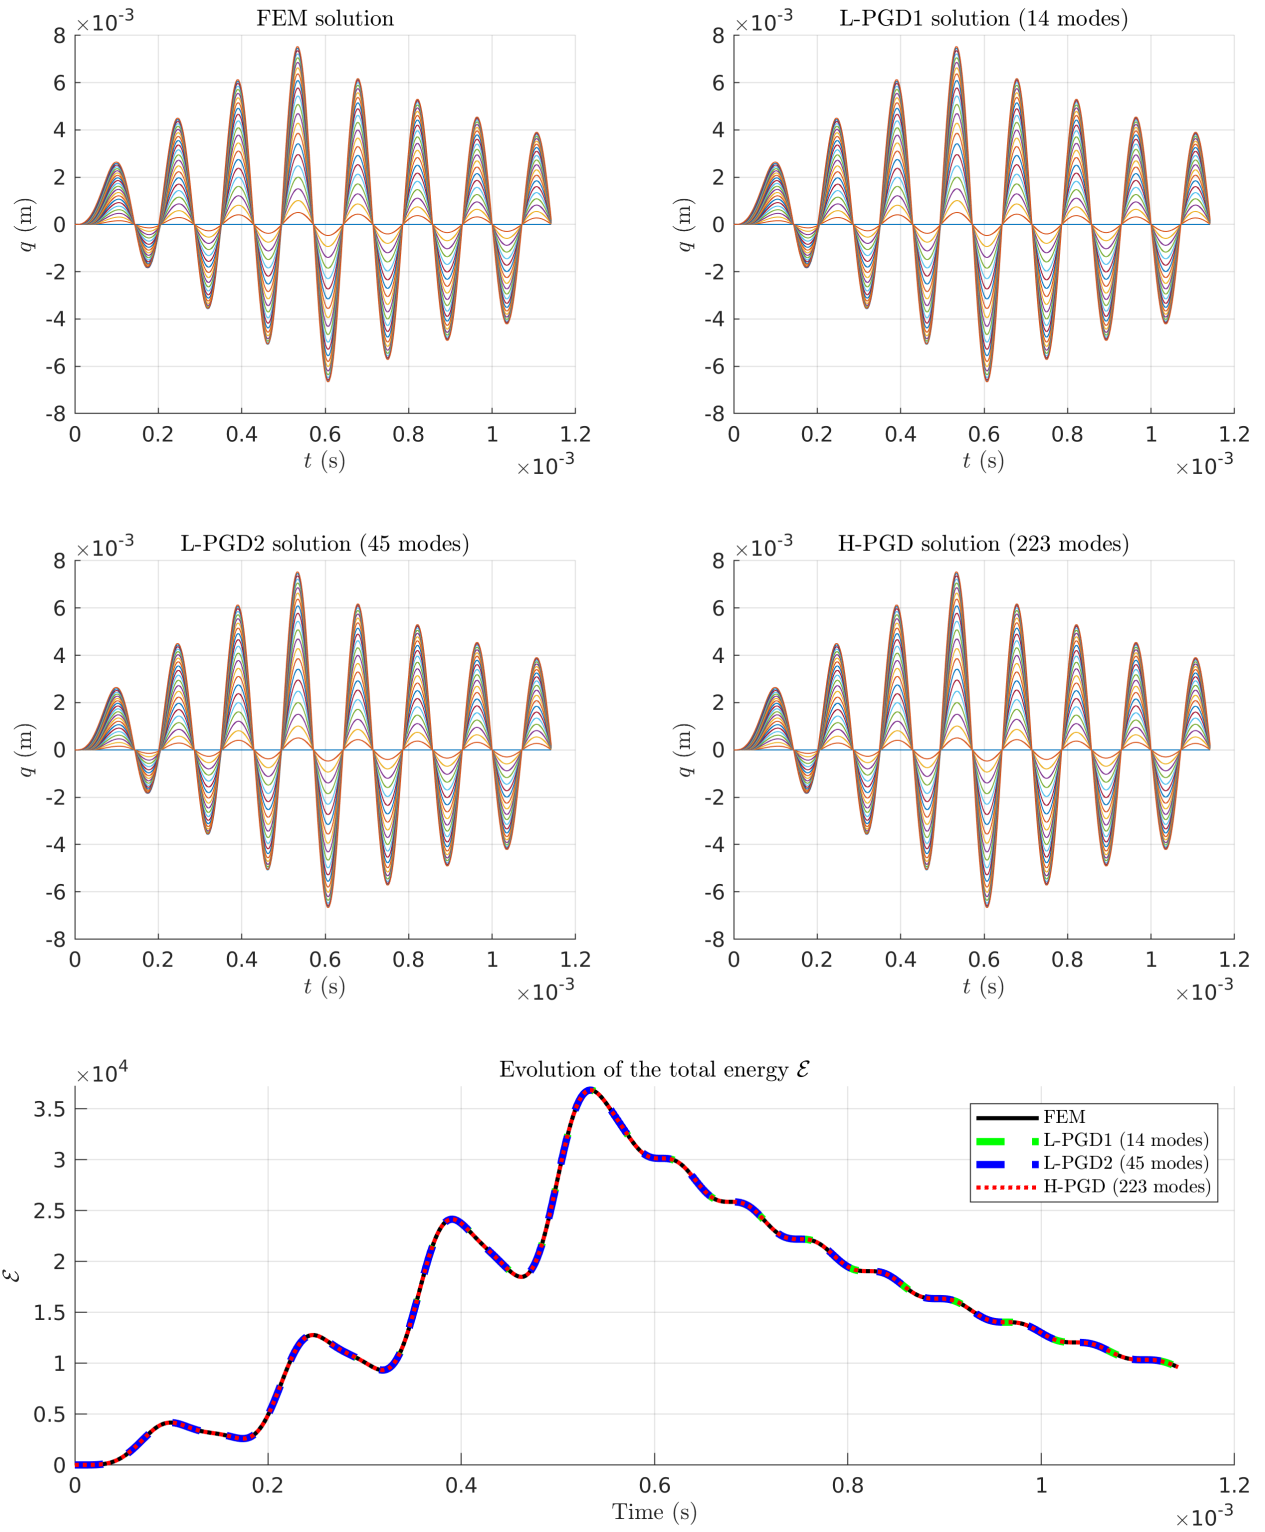 FEM solution
×10-3
8
6
4
2
0
-2
-4
-6
-8
q (m)
0 0.2 0.4 0.6 0.8 1 1.2
t (s)
×10-3
L-PGD1 solution (14 modes)
×10-3
8
6
4
2
0
-2
-4
-6
-8
q (m)
0 0.2 0.4 0.6 0.8 1 1.2
t (s)
×10-3
L-PGD2 solution (45 modes)
×10-3
8
6
4
2
0
-2
-4
-6
-8
q (m)
0 0.2 0.4 0.6 0.8 1 1.2
t (s)
×10-3
H-PGD solution (223 modes)
×10-3
8
6
4
2
0
-2
-4
-6
-8
q (m)
0 0.2 0.4 0.6 0.8 1 1.2
t (s)
×10-3
Evolution of the total energy ℰ
×104
3.5
3
2.5
2
1.5
1
0.5
0
ℰ
FEM
L-PGD1 (14 modes)
L-PGD2 (45 modes)
H-PGD (223 modes)
0 0.2 0.4 0.6 0.8 1 1.2
Time (s)
×10-3